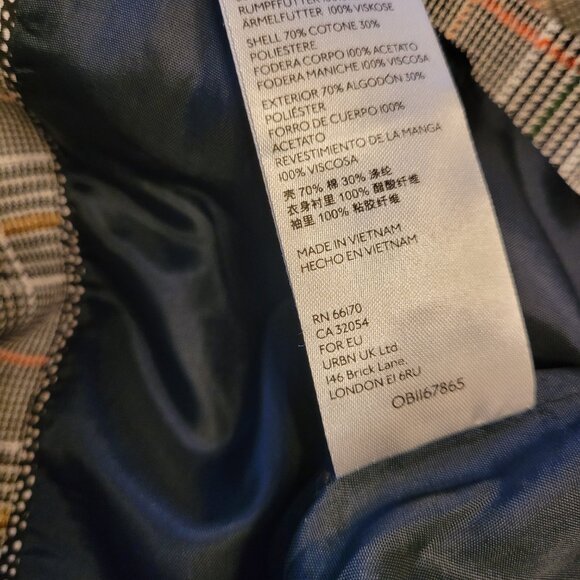 RUMPFFUTTER 100%
ÄRMELFUTTER 100% VISKOSE
SHELL 70% COTONE 30%
POLIESTERE
FODERA CORPO 100% ACETATO
FODERA MANICHE 100% VISCOSA
EXTERIOR 70% ALGODÓN 30%
POLIÉSTER
FORRO DE CUERPO 100%
ACETATO
REVESTIMIENTO DE LA MANGA
100% VISCOSA
壳 70% 棉 30% 涤纶
衣身衬里 100% 醋酸纤维
袖里 100% 粘胶纤维
MADE IN VIETNAM
HECHO EN VIETNAM
RN 66170
CA 32054
FOR EU
URBN UK Ltd
146 Brick Lane
LONDON E1 6RU
OB1167865